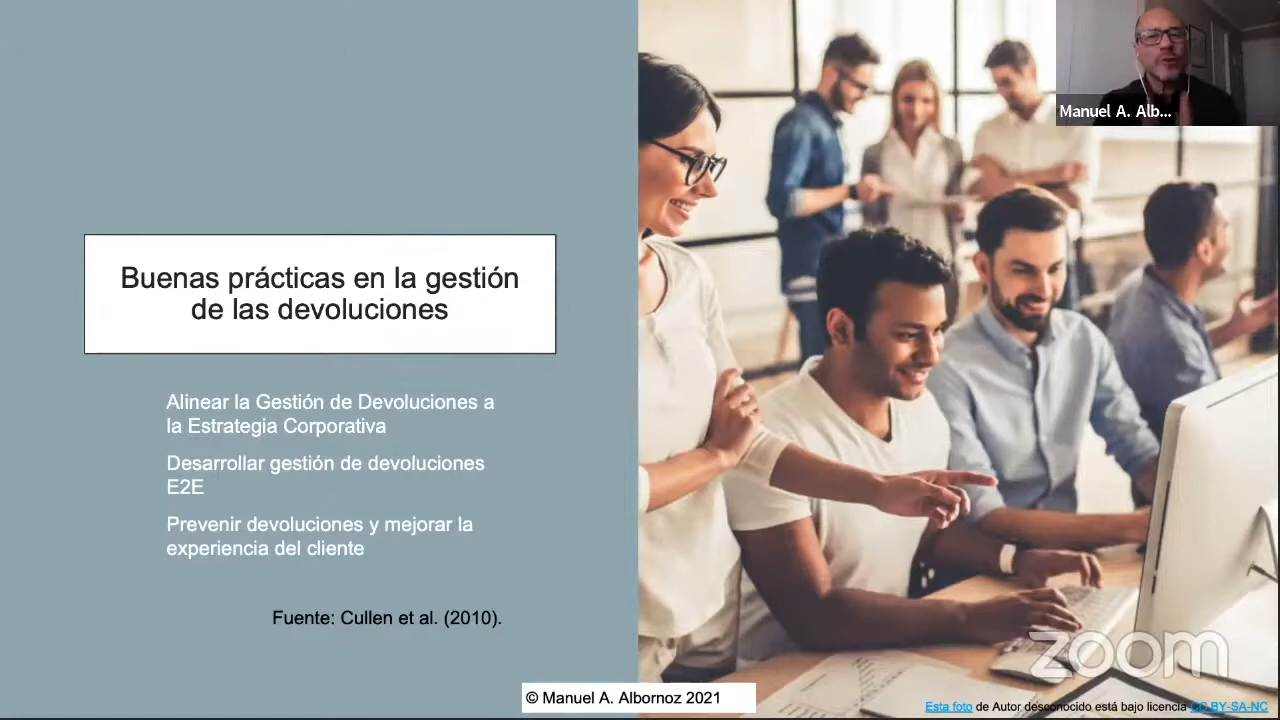 Manuel A. Alb...
Buenas prácticas en la gestión
de las devoluciones
Alinear la Gestión de Devoluciones a
la Estrategia Corporativa
Desarrollar gestión de devoluciones
E2E
Prevenir devoluciones y mejorar la
experiencia del cliente
Fuente: Cullen et al. (2010).
© Manuel A. Albornoz 2021
zoom
Esta foto de Autor desconocido está bajo licencia CC BY-SA-NC